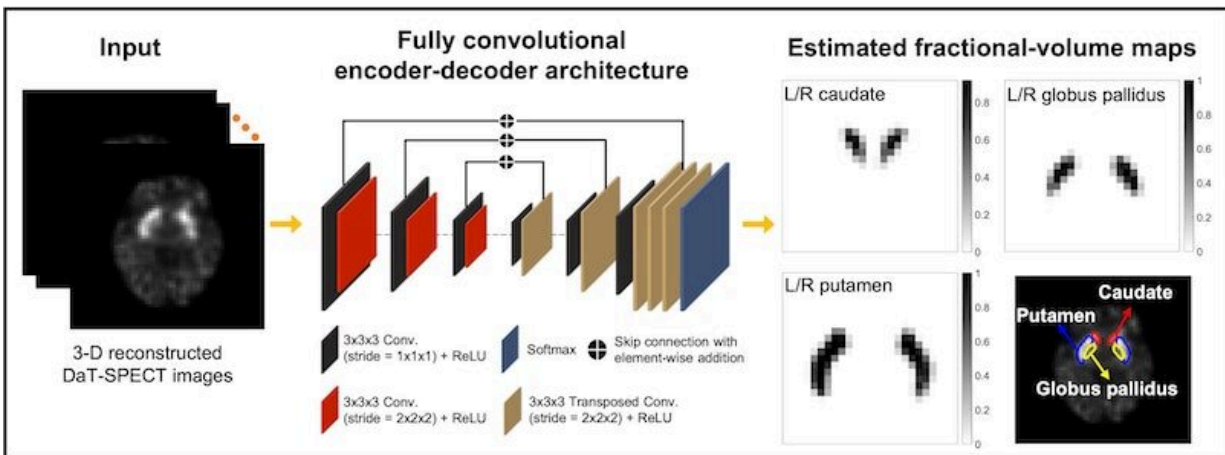 Input
3-D reconstructed
DaT-SPECT images
Fully convolutional
encoder-decoder architecture
3x3x3 Conv.
(stride = 1x1x1) + ReLU
Softmax
Skip connection with
element-wise addition
3x3x3 Conv.
(stride = 2x2x2) + ReLU
3x3x3 Transposed Conv.
(stride = 2x2x2) + ReLU
Estimated fractional-volume maps
L/R caudate
0.8
0.6
0.4
0.2
0
L/R globus pallidus
1
0.8
0.6
0.4
0.2
0
L/R putamen
1
0.8
0.6
0.4
0.2
0
Caudate
Putamen
Globus pallidus